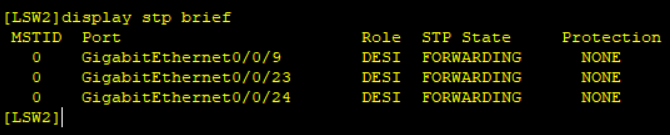 [LSW2]display stp brief
MSTID Port Role STP State Protection
0 GigabitEthernet0/0/9 DESI FORWARDING NONE
0 GigabitEthernet0/0/23 DESI FORWARDING NONE
0 GigabitEthernet0/0/24 DESI FORWARDING NONE
[LSW2]